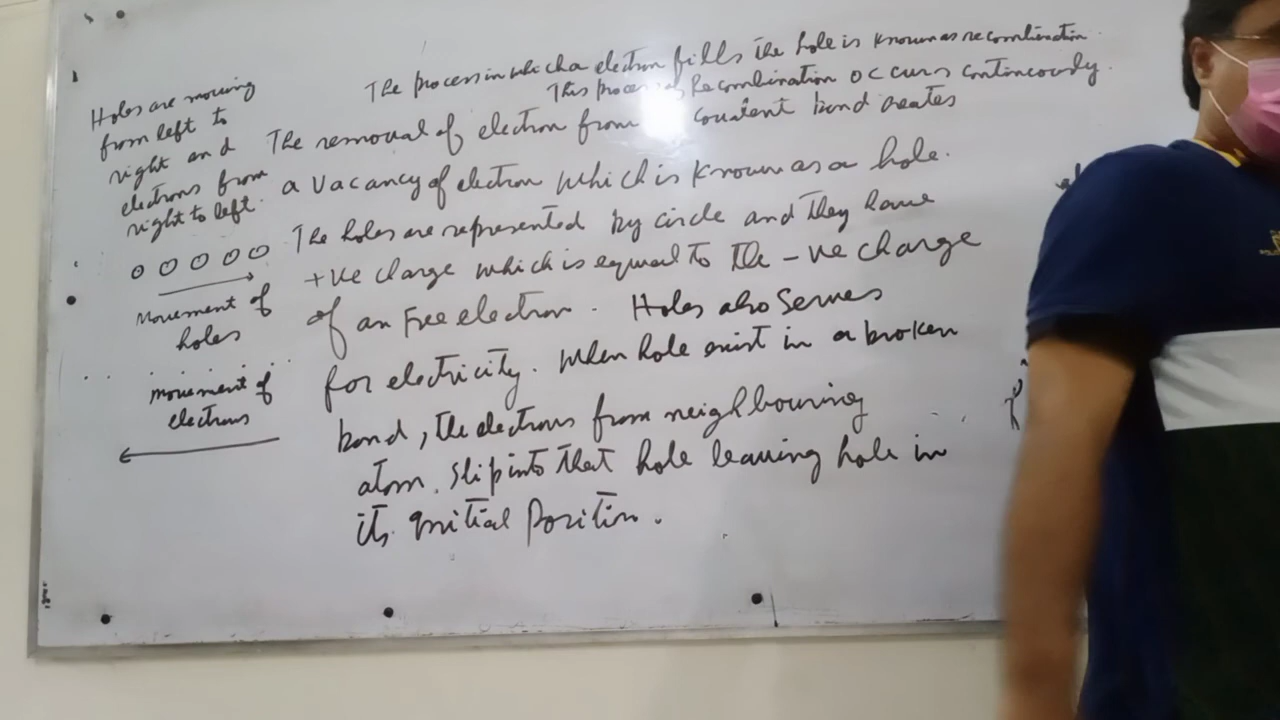 The process in which a electron fills the hole is known as recombination.
This process of Recombination occurs continuously.
The removal of electron from covalent bond creates
a vacancy of electron which is known as a hole.
The holes are represented by circle and they have
+ve charge which is equal to the -ve charge
of an Free electron. Holes also serves
for electricity. When hole exist in a broken
bond, the electrons from neighbouring
atom. slip into that hole leaving hole in
its initial position.
Holes are moving
from left to
right and
electrons from
right to left.
movement of
holes
movement of
electrons